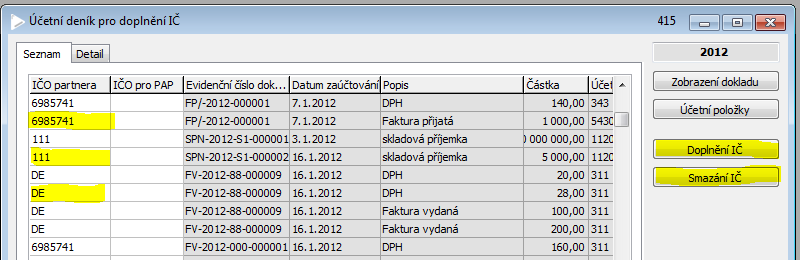 Účetní deník pro doplnění IČ 415
Seznam Detail
2012
IČO partnera IČO pro PAP Evidenční číslo dok... Datum zaúčtování Popis Částka Účet
6985741 FP/-2012-000001 7.1.2012 DPH 140,00 343
6985741 FP/-2012-000001 7.1.2012 Faktura přijatá 1 000,00 5430
111 SPN-2012-S1-000001 3.1.2012 skladová příjemka 0 000 000,00 1120
111 SPN-2012-S1-000002 16.1.2012 skladová příjemka 5 000,00 1120
DE FV-2012-88-000009 16.1.2012 DPH 20,00 311
DE FV-2012-88-000009 16.1.2012 DPH 28,00 311
DE FV-2012-88-000009 16.1.2012 Faktura vydaná 100,00 311
DE FV-2012-88-000009 16.1.2012 Faktura vydaná 200,00 311
6985741 FV-2012-000-000001 16.1.2012 DPH 160,00 311
Zobrazení dokladu
Účetní položky
Doplnění IČ
Smazání IČ